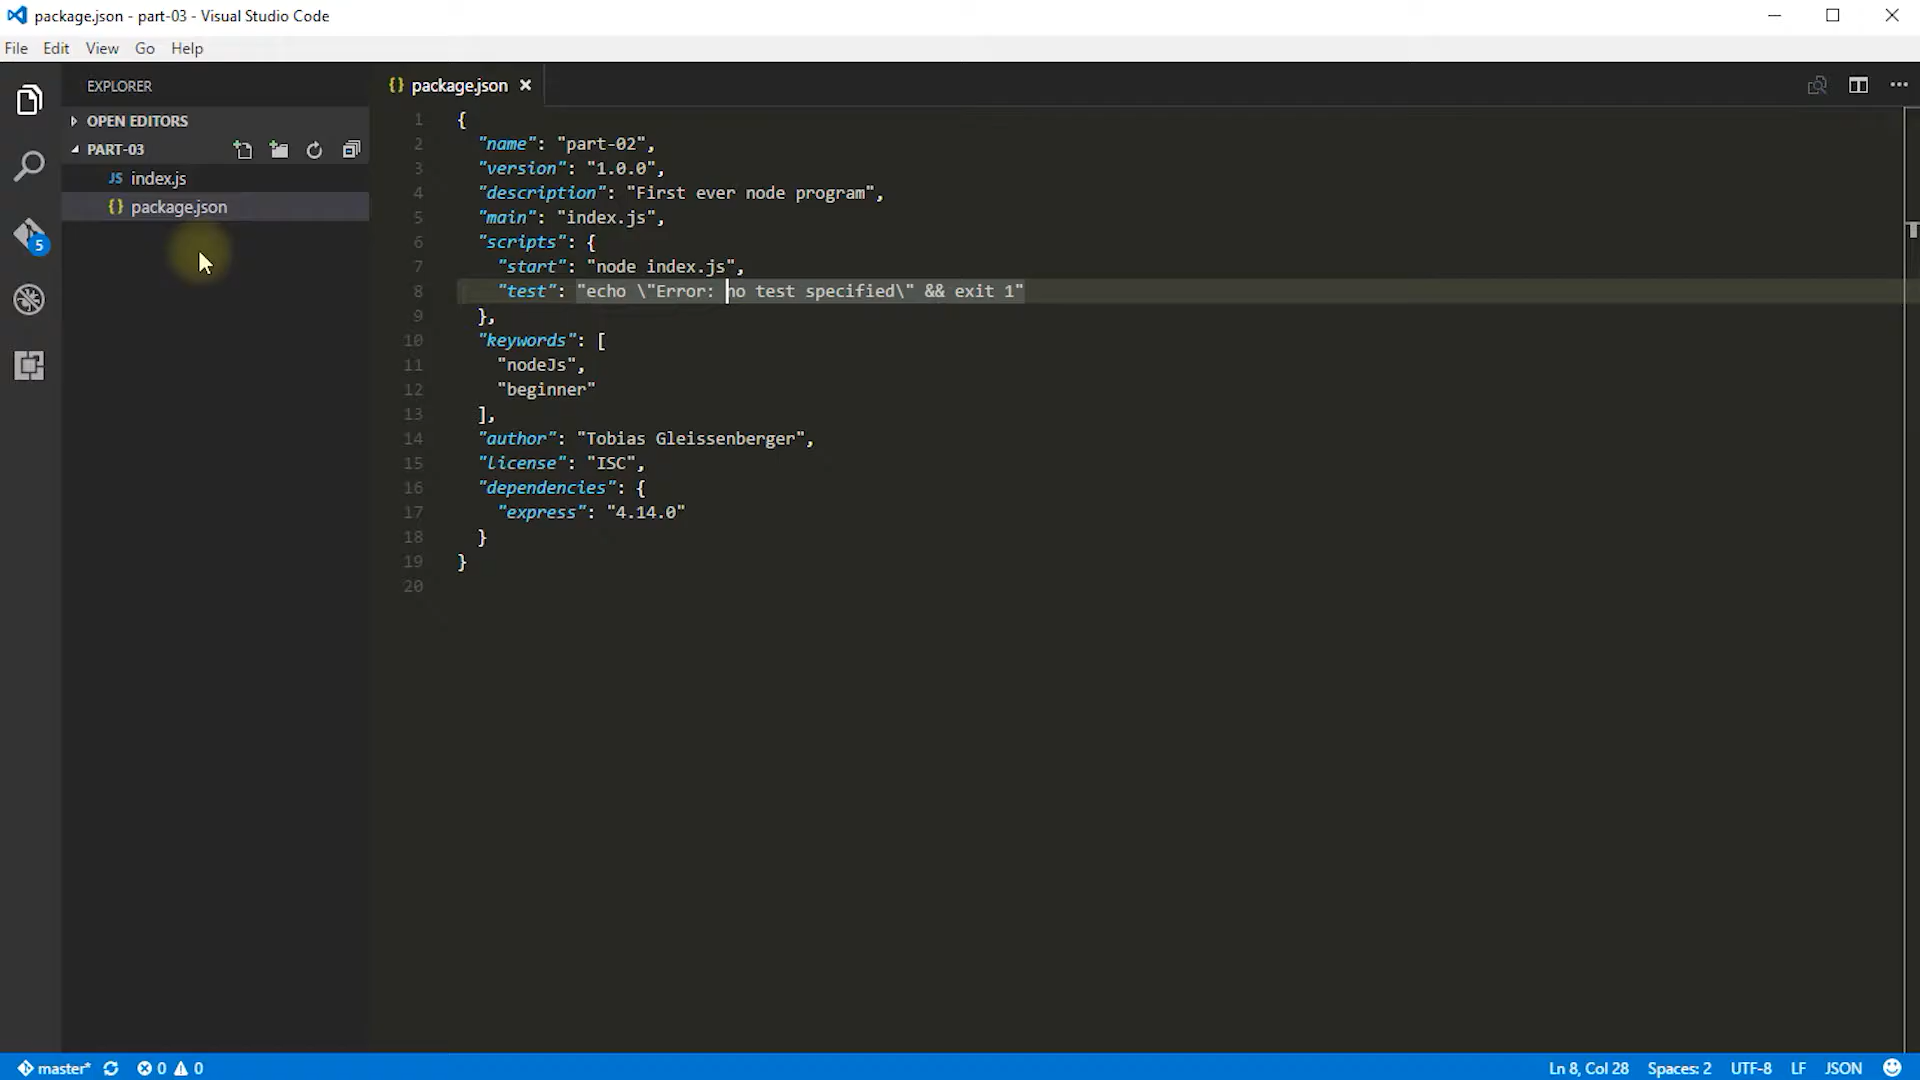 package.json - part-03 - Visual Studio Code
File Edit View Go Help
EXPLORER
OPEN EDITORS
PART-03
JS index.js
{} package.json
5
{} package.json
1 {
2 "name": "part-02",
3 "version": "1.0.0",
4 "description": "First ever node program",
5 "main": "index.js",
6 "scripts": {
7 "start": "node index.js",
8 "test": "echo \"Error: no test specified\" && exit 1"
9 },
10 "keywords": [
11 "nodeJs",
12 "beginner"
13 ],
14 "author": "Tobias Gleissenberger",
15 "license": "ISC",
16 "dependencies": {
17 "express": "4.14.0"
18 }
19 }
20
master* 0 0 Ln 8, Col 28 Spaces: 2 UTF-8 LF JSON